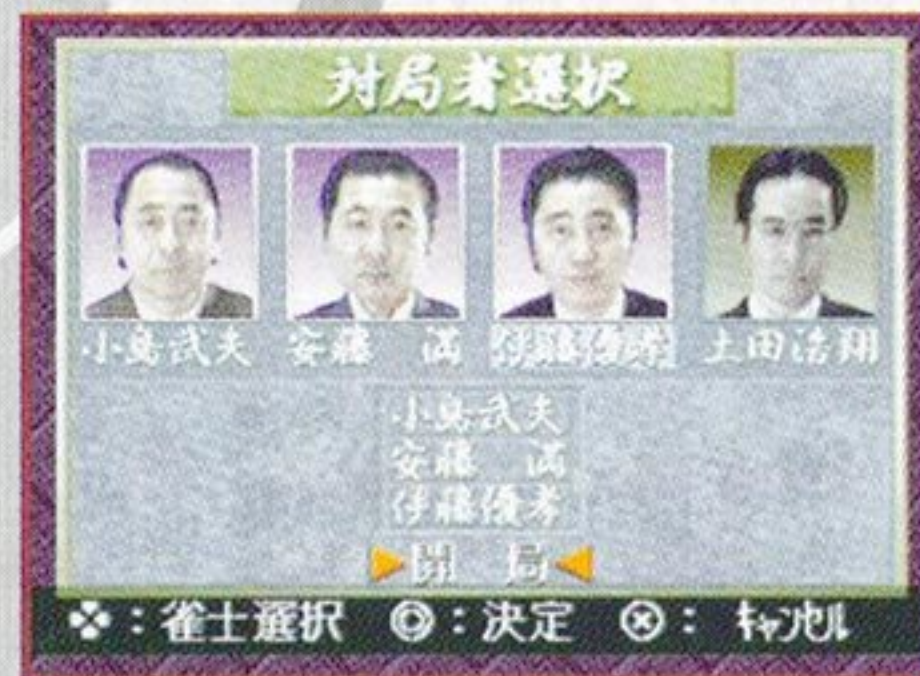 対局者選択
小島武夫 安藤 満 伊藤優孝 土田浩翔
小島武夫
安藤 満
伊藤優孝
▶開 局◀
✥：雀士選択 ◎：決定 ⊗：キャンセル